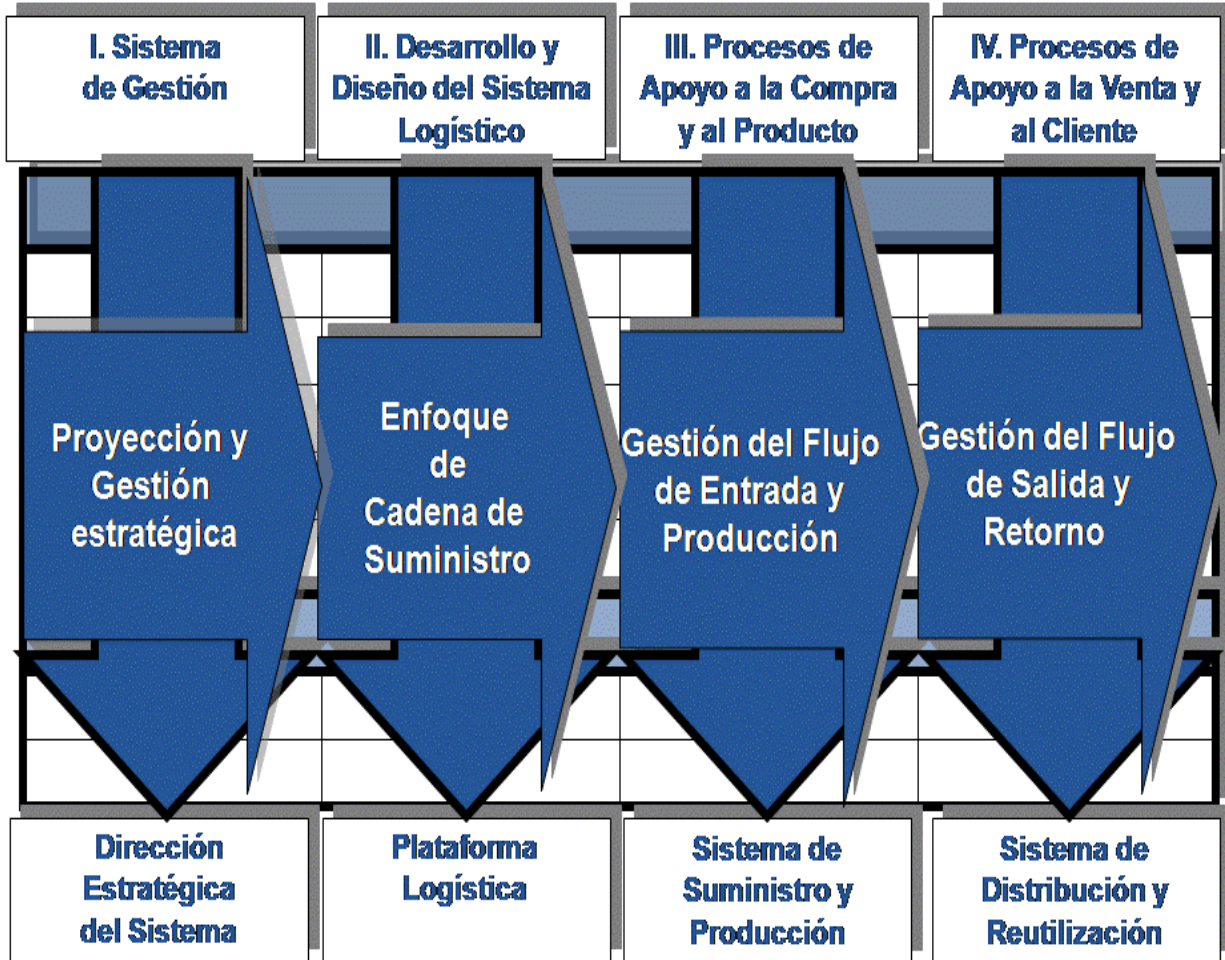 I. Sistema
de Gestión
II. Desarrollo y
Diseño del Sistema
Logístico
III. Procesos de
Apoyo a la Compra
y al Producto
IV. Procesos de
Apoyo a la Venta y
al Cliente
Proyección y
Gestión
estratégica
Enfoque
de
Cadena de
Suministro
Gestión del Flujo
de Entrada y
Producción
Gestión del Flujo
de Salida y
Retorno
Dirección
Estratégica
del Sistema
Plataforma
Logística
Sistema de
Suministro y
Producción
Sistema de
Distribución y
Reutilización